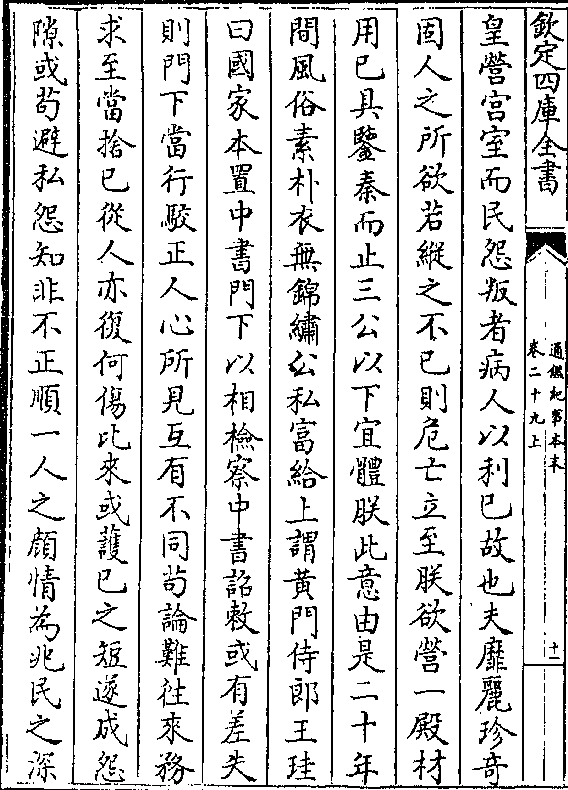 欽定四庫全書
通鑑紀事本末
卷二十九上
十一
皇營宫室而民怨叛者病人以利已故也夫靡麗珍竒
固人之所欲若縱之不已則危亡立至朕欲營一殿材
用已具鑒秦而止三公以下宜體朕此意由是二十年
間風俗素朴衣無錦繡公私富給上謂黄門侍郎王珪
曰國家本置中書門下以相檢察中書詔敕或有差失
則門下當行駮正人心所見互有不同茍論難往來務
求至當捨已從人亦復何傷比來或護已之短遂成怨
隙或茍避私怨知非不正順一人之顔情為兆民之深